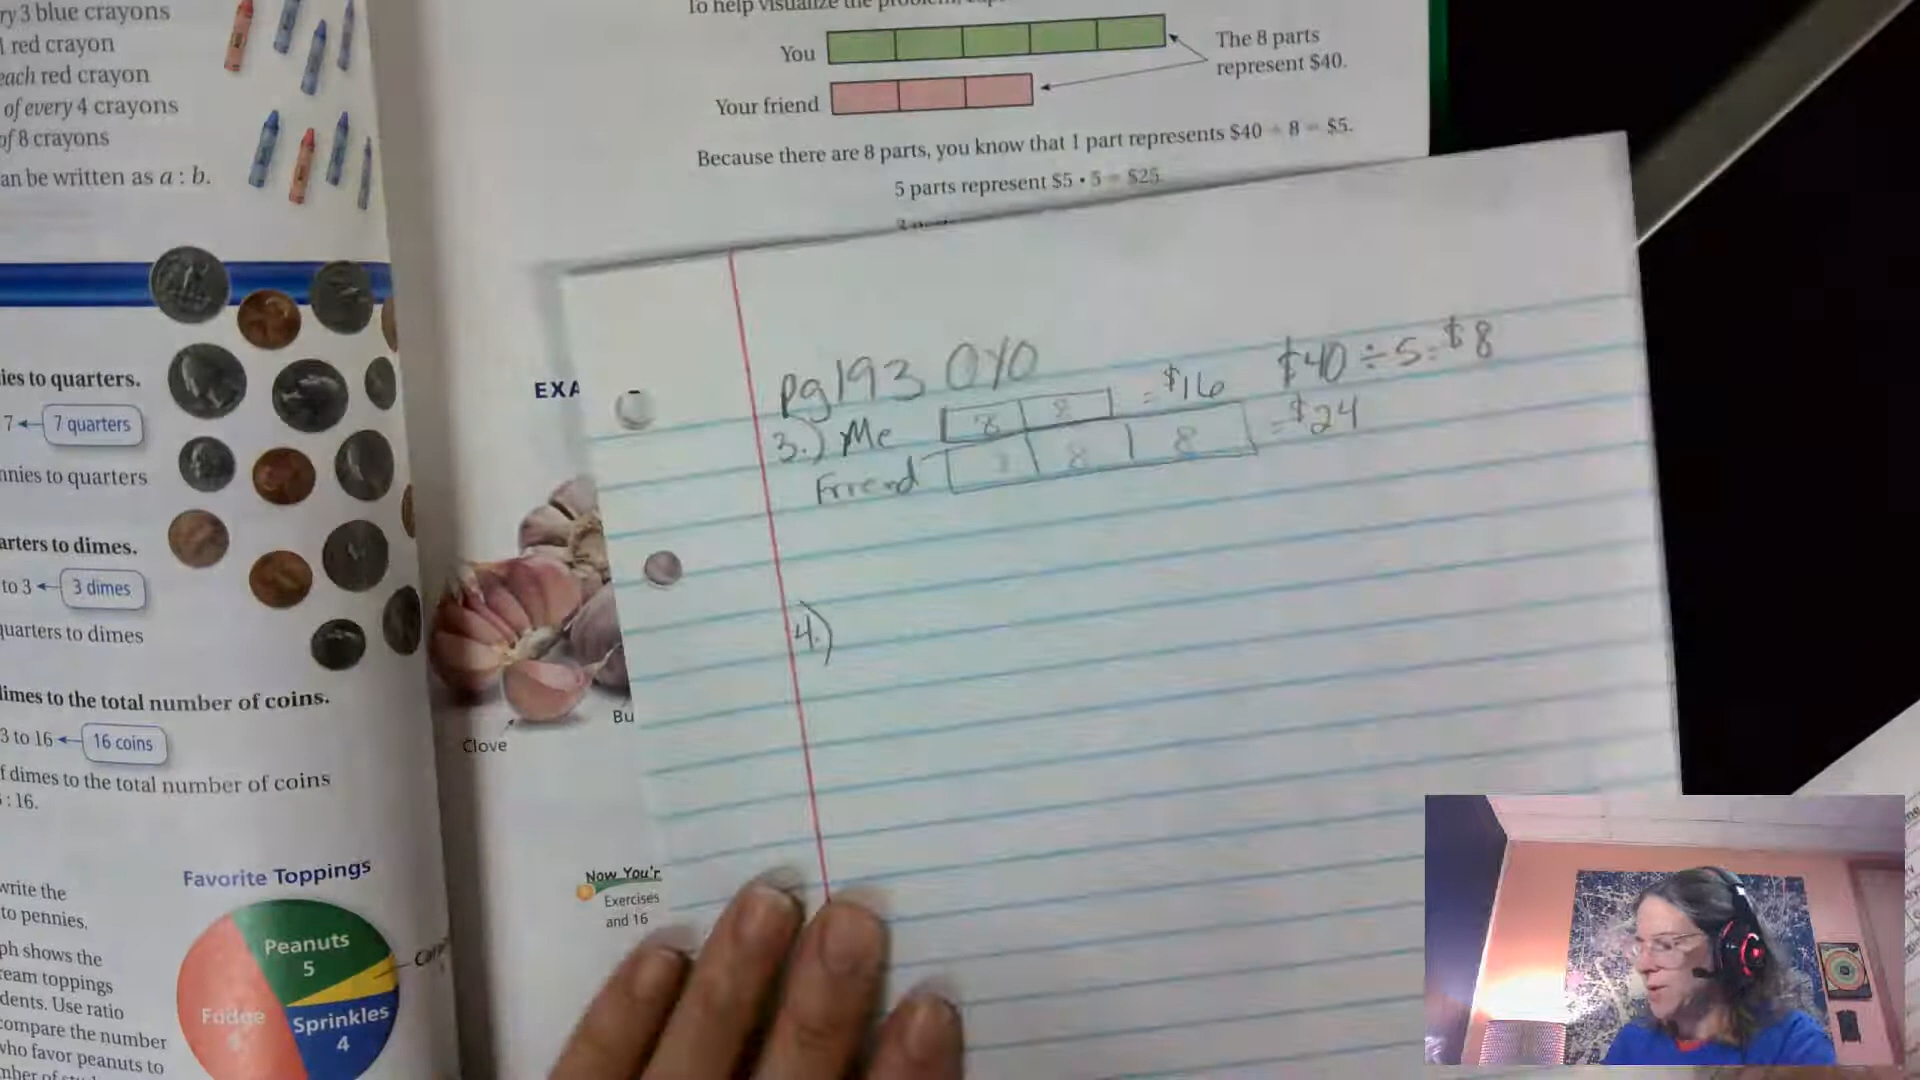 ry 3 blue crayons
1 red crayon
each red crayon
of every 4 crayons
of 8 crayons
an be written as a : b.
ies to quarters.
7
7 quarters
nnies to quarters
arters to dimes.
to 3
3 dimes
quarters to dimes
dimes to the total number of coins.
3 to 16
16 coins
f dimes to the total number of coins
: 16.
Favorite Toppings
Peanuts
5
Fudge
Sprinkles
4
write the
to pennies.
ph shows the
ream toppings
dents. Use ratio
compare the number
who favor peanuts to
To help visualize the problem,
You
Your friend
The 8 parts
represent $40.
Because there are 8 parts, you know that 1 part represents $40 ÷ 8 = $5.
5 parts represent $5 • 5 = $25.
EXA
Clove
Bu
Now You'r
Exercises
and 16
pg193 OYO
$40 ÷ 5 = $8
3.) Me 8 8 = $16
Friend 8 8 = $24
4.)